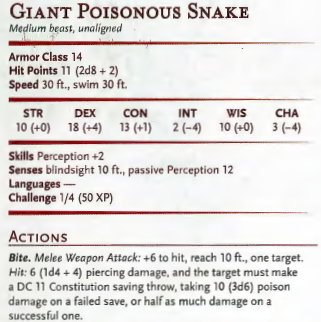 GIANT POISONOUS SNAKE
Medium beast, unaligned
Armor Class 14
Hit Points 11 (2d8 + 2)
Speed 30 ft., swim 30 ft.
STR DEX CON INT WIS CHA
10 (+0) 18 (+4) 13 (+1) 2 (−4) 10 (+0) 3 (−4)
Skills Perception +2
Senses blindsight 10 ft., passive Perception 12
Languages —
Challenge 1/4 (50 XP)
ACTIONS
Bite. Melee Weapon Attack: +6 to hit, reach 10 ft., one target.
Hit: 6 (1d4 + 4) piercing damage, and the target must make
a DC 11 Constitution saving throw, taking 10 (3d6) poison
damage on a failed save, or half as much damage on a
successful one.